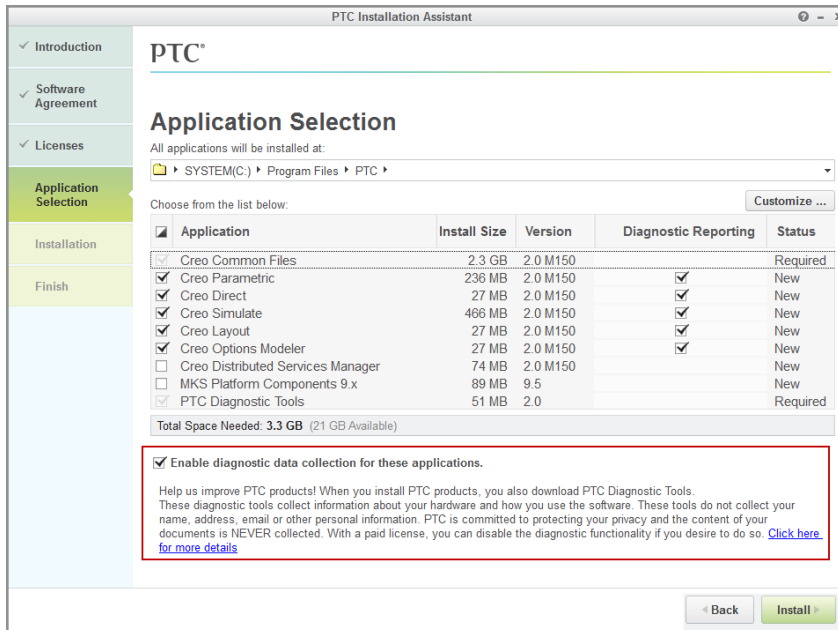 PTC Installation Assistant
Introduction
Software
Agreement
Licenses
Application
Selection
Installation
Finish
PTC®
Application Selection
All applications will be installed at:
SYSTEM(C:) Program Files PTC
Choose from the list below:
Customize ...
Application Install Size Version Diagnostic Reporting Status
Creo Common Files 2.3 GB 2.0 M150 Required
Creo Parametric 236 MB 2.0 M150 New
Creo Direct 27 MB 2.0 M150 New
Creo Simulate 466 MB 2.0 M150 New
Creo Layout 27 MB 2.0 M150 New
Creo Options Modeler 27 MB 2.0 M150 New
Creo Distributed Services Manager 74 MB 2.0 M150 New
MKS Platform Components 9.x 89 MB 9.5 New
PTC Diagnostic Tools 51 MB 2.0 Required
Total Space Needed: 3.3 GB (21 GB Available)
Enable diagnostic data collection for these applications.
Help us improve PTC products! When you install PTC products, you also download PTC Diagnostic Tools.
These diagnostic tools collect information about your hardware and how you use the software. These tools do not collect your
name, address, email or other personal information. PTC is committed to protecting your privacy and the content of your
documents is NEVER collected. With a paid license, you can disable the diagnostic functionality if you desire to do so. Click here
for more details
Back
Install